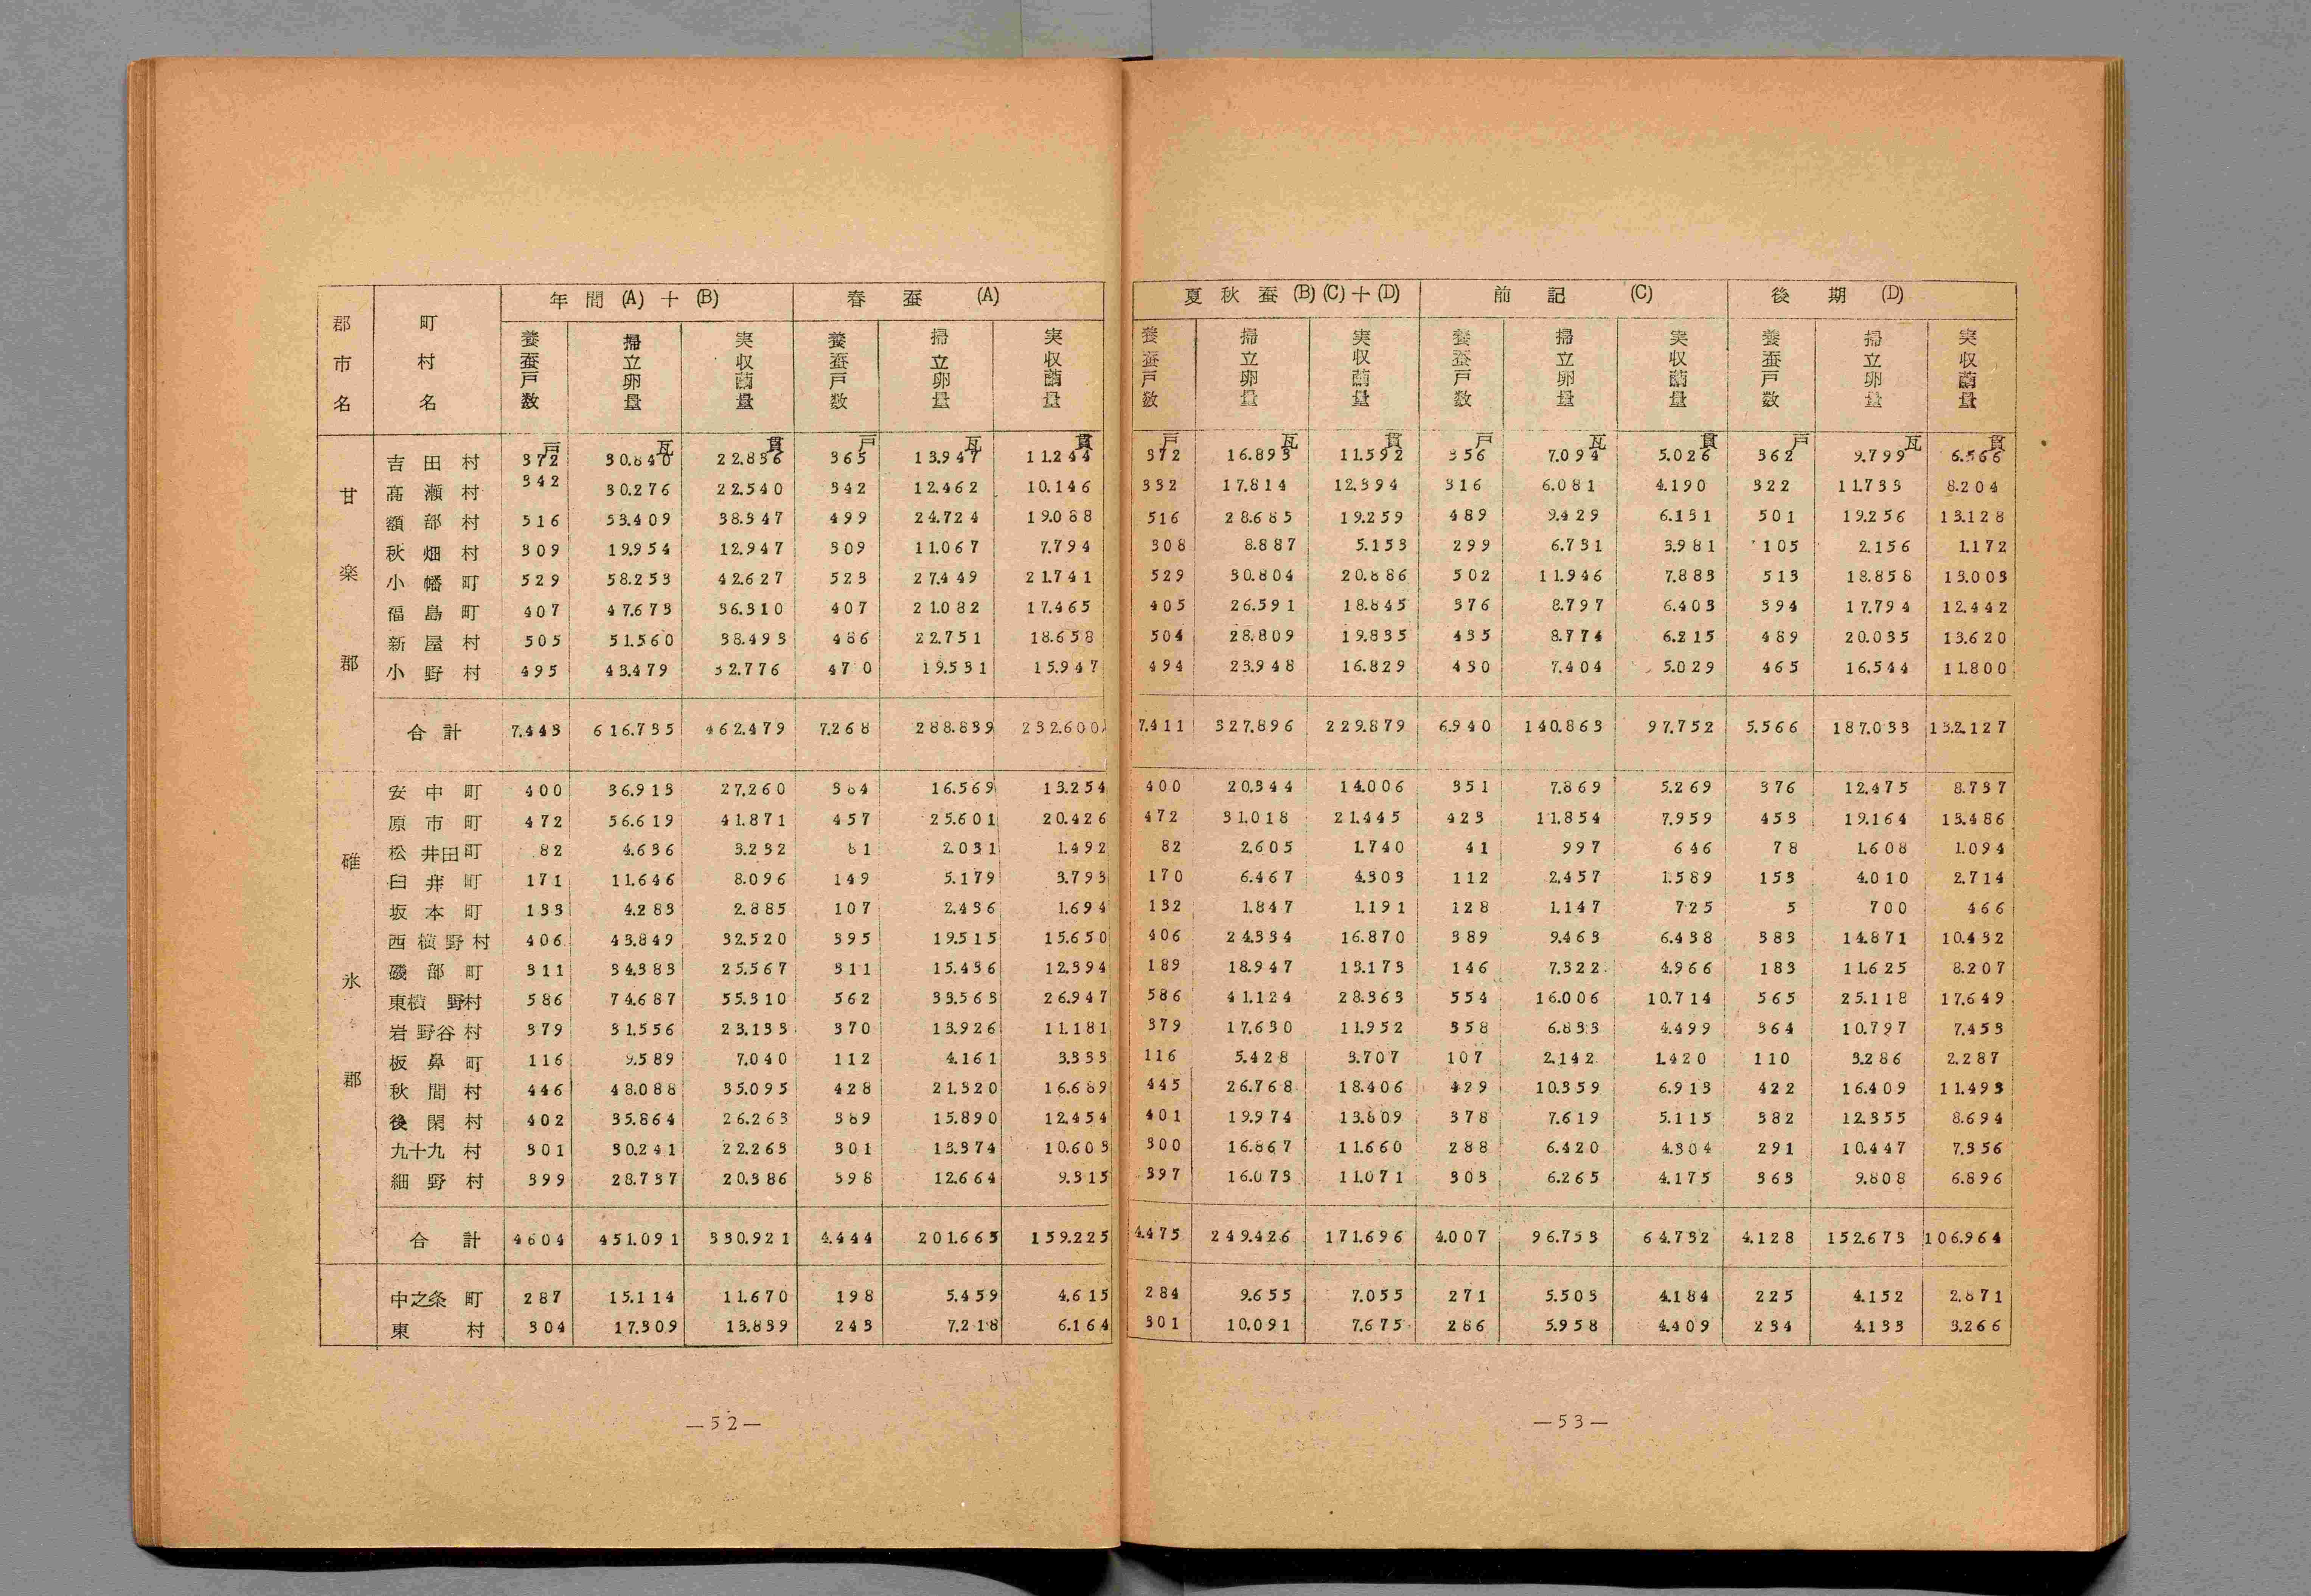 年間(A)十(B) 春蚕 (A)
郡市名 町村名 養蚕戸数 掃立卵量 実収繭量 養蚕戸数 掃立卵量 実収繭量
戸 瓦 貫 戸 瓦 貫
甘楽郡
吉田村 372 30.840 22.836 365 13.947 11.244
高瀬村 342 30.276 22.540 342 12.462 10.146
額部村 516 53.409 38.347 499 24.724 19.088
秋畑村 309 19.954 12.947 309 11.067 7.794
小幡町 529 58.253 42.627 523 27.449 21.741
福島町 407 47.673 36.310 407 21.082 17.465
新屋村 505 51.560 38.493 486 22.751 18.658
小野村 495 43.479 32.776 470 19.531 15.947
合計 7.443 616.735 462.479 7.268 288.839 232.600
碓氷郡
安中町 400 36.913 27.260 384 16.569 13.254
原市町 472 56.619 41.871 457 25.601 20.426
松井田町 82 4.636 3.232 81 2.031 1.492
臼井町 171 11.646 8.096 149 5.179 3.793
坂本町 133 4.283 2.885 107 2.436 1.694
西横野村 406 43.849 32.520 395 19.515 15.650
磯部町 311 34.383 25.567 311 15.436 12.394
東横野村 586 74.687 55.310 562 33.563 26.947
岩野谷村 379 31.556 23.133 370 13.926 11.181
板鼻町 116 9.589 7.040 112 4.161 3.333
秋間村 446 48.088 35.095 428 21.320 16.689
後閑村 402 35.864 26.263 389 15.890 12.454
九十九村 301 30.241 22.263 301 13.374 10.603
細野村 399 28.737 20.386 398 12.664 9.315
合計 4604 451.091 330.921 4.444 201.665 159.225
中之条町 287 15.114 11.670 198 5.459 4.615
東村 304 17.309 13.839 243 7.218 6.164
—52—
夏秋蚕(B)(C)十(D) 前記 (C) 後期 (D)
養蚕戸数 掃立卵量 実収繭量 養蚕戸数 掃立卵量 実収繭量 養蚕戸数 掃立卵量 実収繭量
戸 瓦 貫 戸 瓦 貫 戸 瓦 貫
372 16.893 11.592 356 7.094 5.026 362 9.799 6.566
332 17.814 12.394 316 6.081 4.190 322 11.733 8.204
516 28.685 19.259 489 9.429 6.131 501 19.256 13.128
308 8.887 5.153 299 6.731 3.981 105 2.156 1.172
529 30.804 20.886 502 11.946 7.883 513 18.858 13.003
405 26.591 18.845 376 8.797 6.403 394 17.794 12.442
504 28.809 19.835 435 8.774 6.215 489 20.035 13.620
494 23.948 16.829 430 7.404 5.029 465 16.544 11.800
7.411 327.896 229.879 6.940 140.863 97.752 5.566 187.033 132.127
400 20.344 14.006 351 7.869 5.269 376 12.475 8.737
472 31.018 21.445 423 11.854 7.959 453 19.164 13.486
82 2.605 1.740 41 997 646 78 1.608 1.094
170 6.467 4.303 112 2.457 1.589 153 4.010 2.714
132 1.847 1.191 128 1.147 725 5 700 466
406 24.334 16.870 389 9.463 6.438 383 14.871 10.432
189 18.947 13.173 146 7.322 4.966 183 11.625 8.207
586 41.124 28.363 554 16.006 10.714 565 25.118 17.649
379 17.630 11.952 358 6.833 4.499 364 10.797 7.453
116 5.428 3.707 107 2.142 1.420 110 3.286 2.287
445 26.768 18.406 429 10.359 6.913 422 16.409 11.493
401 19.974 13.809 378 7.619 5.115 382 12.355 8.694
300 16.867 11.660 288 6.420 4.304 291 10.447 7.356
397 16.073 11.071 303 6.265 4.175 363 9.808 6.896
4.475 249.426 171.696 4.007 96.753 64.732 4.128 152.673 106.964
284 9.655 7.055 271 5.503 4.184 225 4.152 2.871
301 10.091 7.675 286 5.958 4.409 234 4.133 3.266
—53—